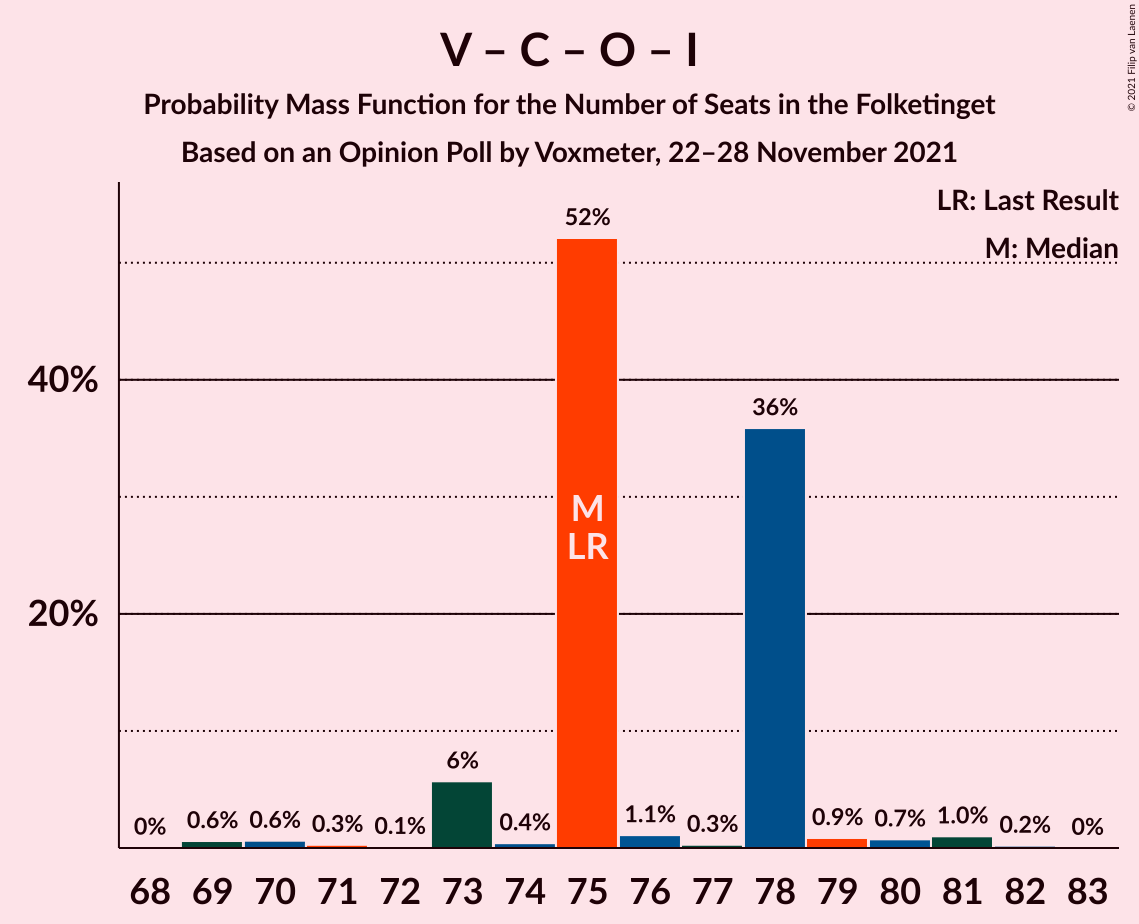 V – C – O – I
Probability Mass Function for the Number of Seats in the Folketinget
Based on an Opinion Poll by Voxmeter, 22–28 November 2021
© 2021 Filip van Laenen
LR: Last Result
M: Median
40%
20%
0%
0.6%
0.6%
0.3%
0.1%
6%
0.4%
52%
1.1%
0.3%
36%
0.9%
0.7%
1.0%
0.2%
0%
M
LR
68 69 70 71 72 73 74 75 76 77 78 79 80 81 82 83